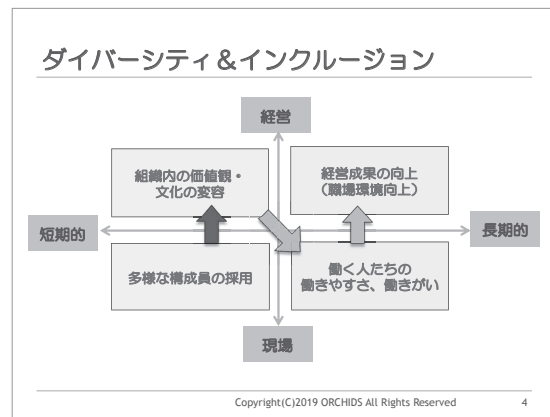 ダイバーシティ＆インクルージョン
経営
組織内の価値観・
文化の変容
経営成果の向上
（職場環境向上）
短期的
長期的
多様な構成員の採用
働く人たちの
働きやすさ、働きがい
現場
Copyright(C)2019 ORCHIDS All Rights Reserved
4